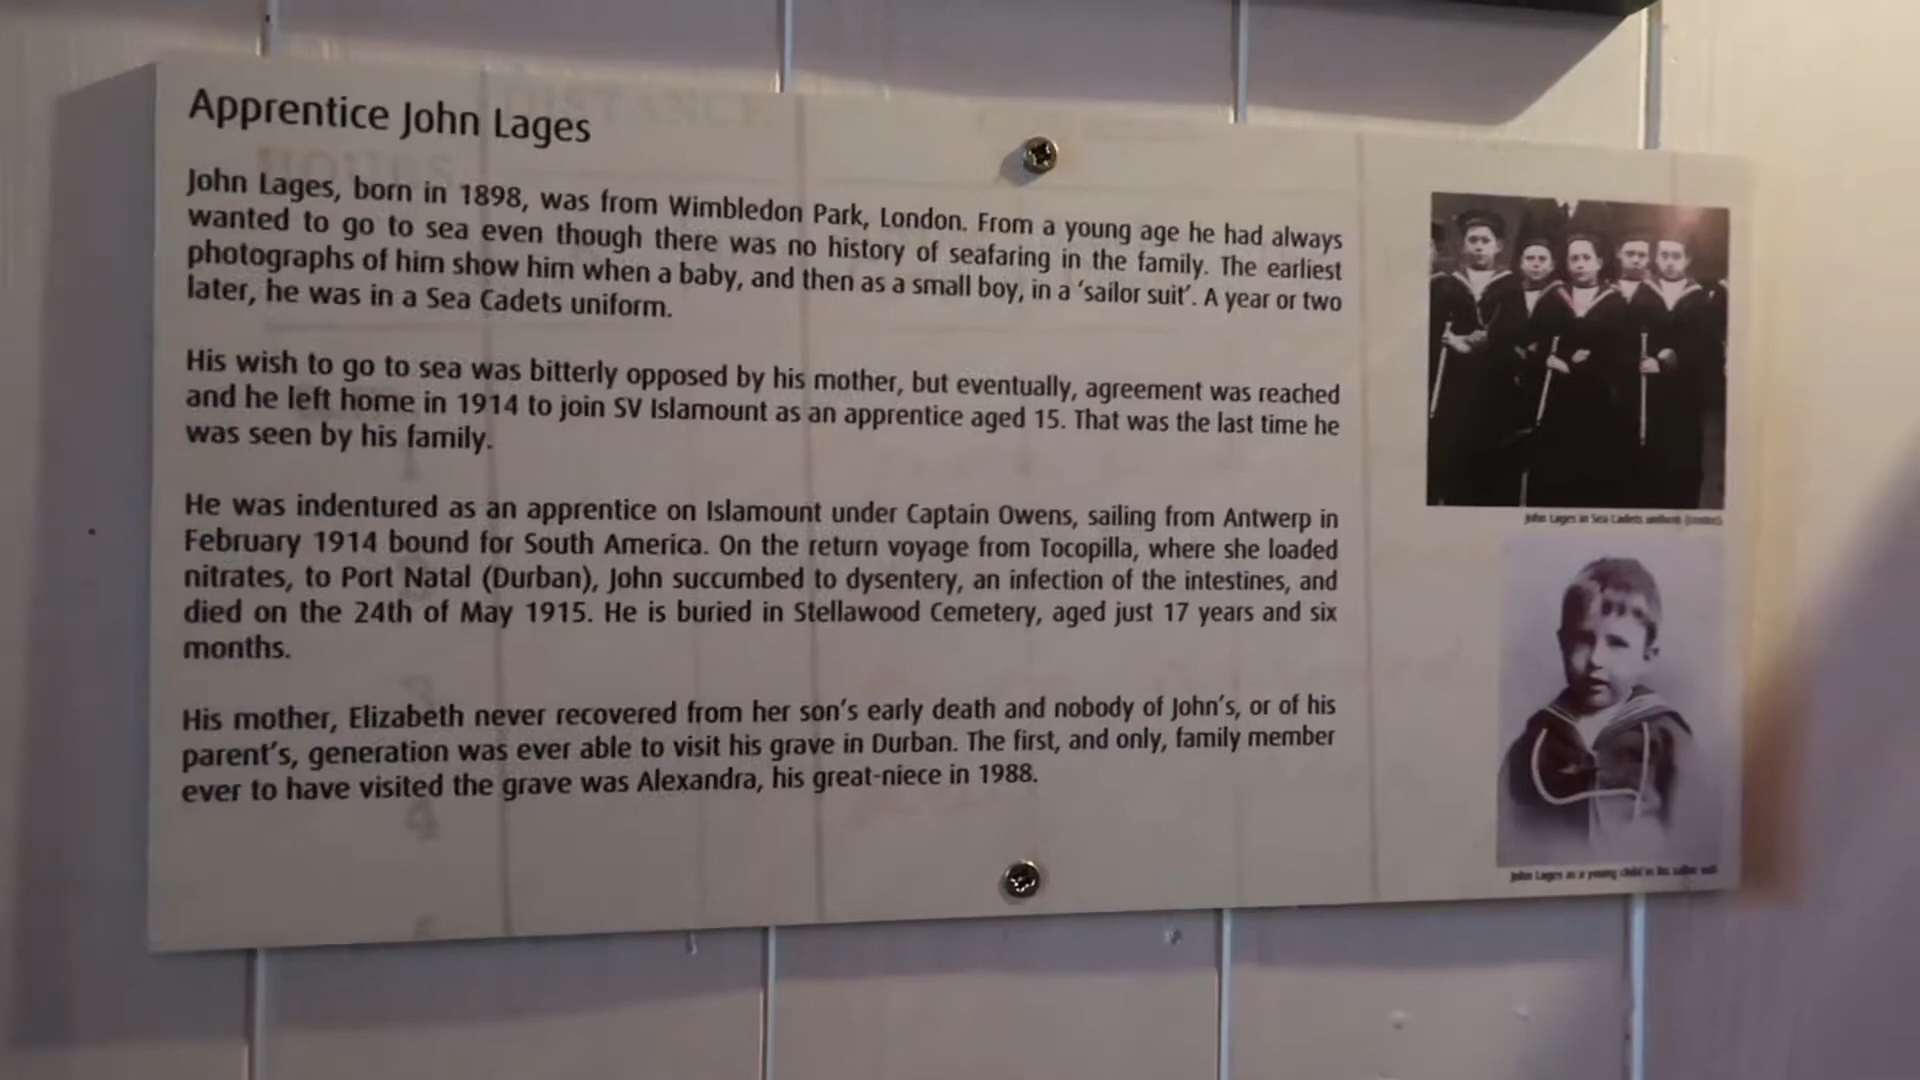 Apprentice John Lages
John Lages, born in 1898, was from Wimbledon Park, London. From a young age he had always
wanted to go to sea even though there was no history of seafaring in the family. The earliest
photographs of him show him when a baby, and then as a small boy, in a ‘sailor suit’. A year or two
later, he was in a Sea Cadets uniform.
His wish to go to sea was bitterly opposed by his mother, but eventually, agreement was reached
and he left home in 1914 to join SV Islamount as an apprentice aged 15. That was the last time he
was seen by his family.
He was indentured as an apprentice on Islamount under Captain Owens, sailing from Antwerp in
February 1914 bound for South America. On the return voyage from Tocopilla, where she loaded
nitrates, to Port Natal (Durban), John succumbed to dysentery, an infection of the intestines, and
died on the 24th of May 1915. He is buried in Stellawood Cemetery, aged just 17 years and six
months.
His mother, Elizabeth never recovered from her son’s early death and nobody of John’s, or of his
parent’s, generation was ever able to visit his grave in Durban. The first, and only, family member
ever to have visited the grave was Alexandra, his great-niece in 1988.
John Lages in Sea Cadets uniform (centre)
John Lages as a young child in his sailor suit
DISTANCE
HOURS
3
4